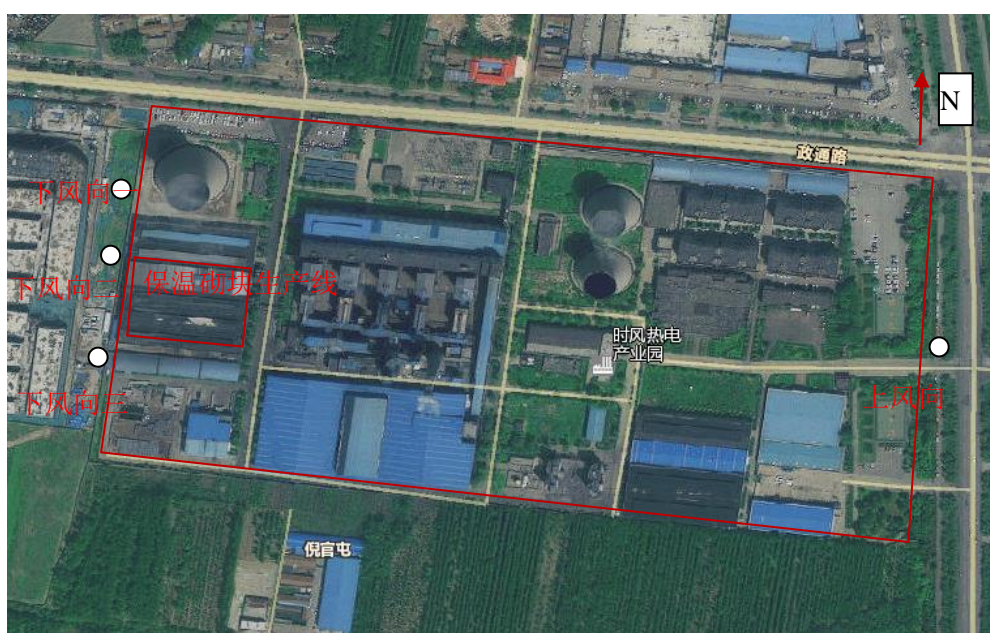 N
政通路
下风向一
下风向二
保温砌块生产线
时风热电
产业园
下风向三
上风向
倪官屯